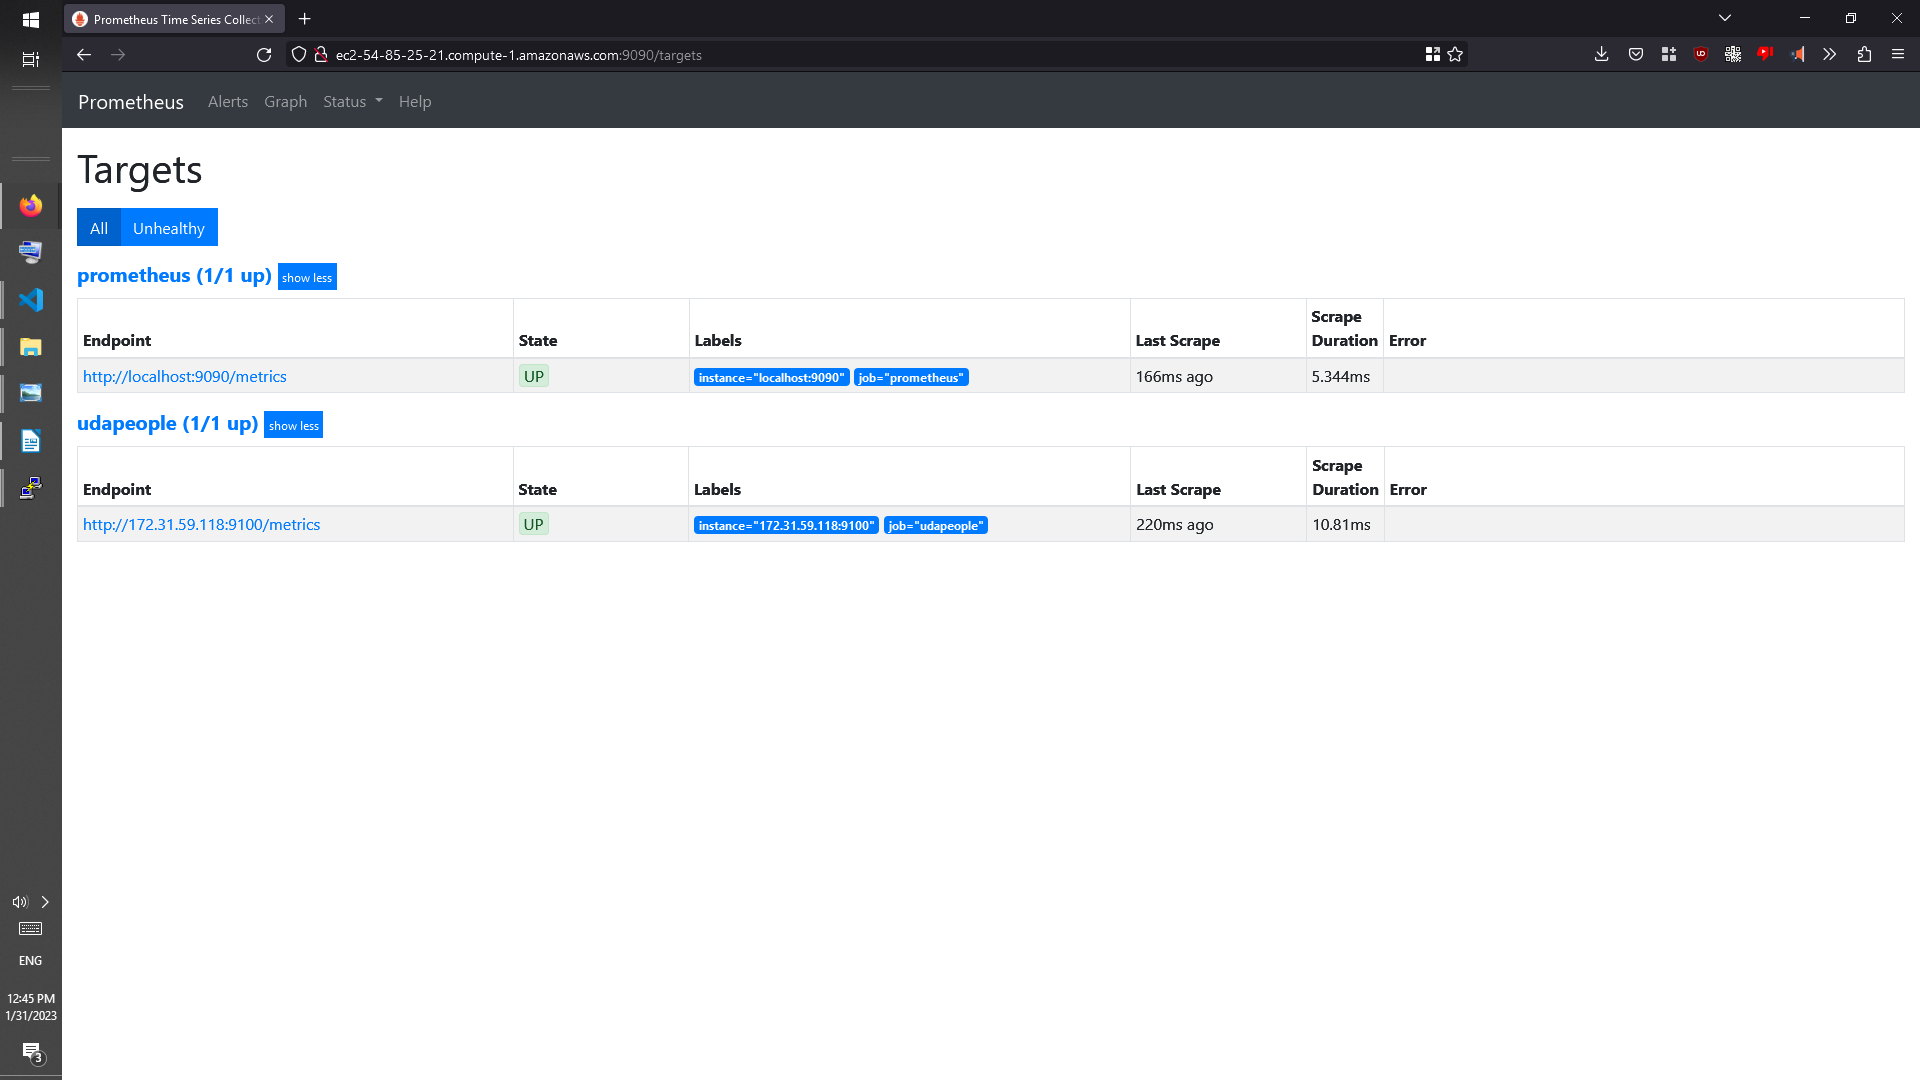 Prometheus Time Series Collect
ec2-54-85-25-21.compute-1.amazonaws.com:9090/targets
Prometheus Alerts Graph Status Help
Targets
All Unhealthy
prometheus (1/1 up) show less
Endpoint State Labels Last Scrape Scrape Duration Error
http://localhost:9090/metrics UP instance="localhost:9090" job="prometheus" 166ms ago 5.344ms
udapeople (1/1 up) show less
Endpoint State Labels Last Scrape Scrape Duration Error
http://172.31.59.118:9100/metrics UP instance="172.31.59.118:9100" job="udapeople" 220ms ago 10.81ms
ENG
12:45 PM
1/31/2023
3